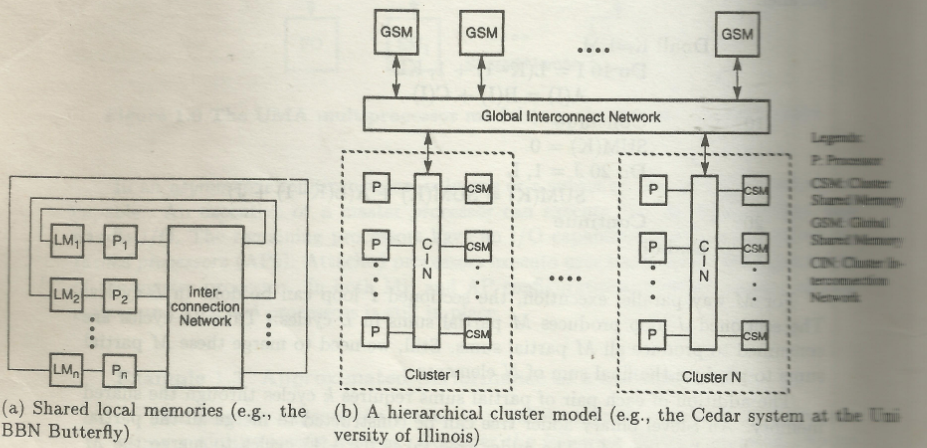 GSM
GSM
GSM
Global Interconnect Network
P
CSM
P
CSM
P
CSM
C
I
N
Cluster 1
P
CSM
P
CSM
P
CSM
C
I
N
Cluster N
LM1
P1
LM2
P2
LMn
Pn
Inter-
connection
Network
Legends:
P: Processor
CSM: Cluster
Shared Memory
GSM: Global
Shared Memory
CIN: Cluster In-
terconnection
Network
(a) Shared local memories (e.g., the
BBN Butterfly)
(b) A hierarchical cluster model (e.g., the Cedar system at the Uni
versity of Illinois)